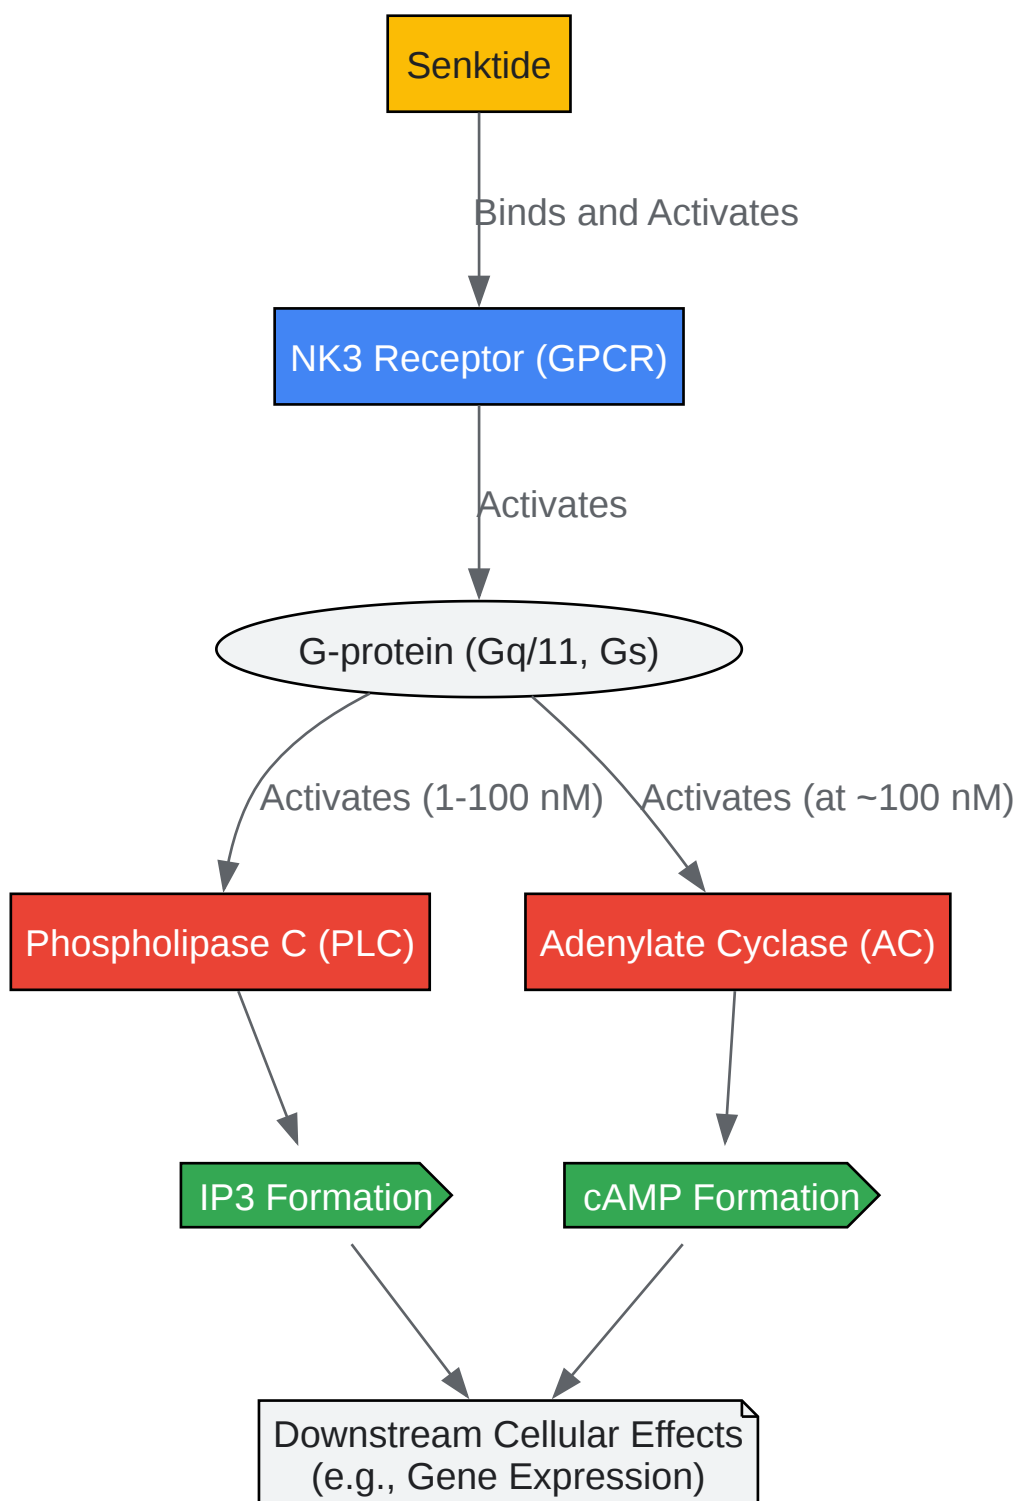 Senktide
Binds and Activates
NK3 Receptor (GPCR)
Activates
G-protein (Gq/11, Gs)
Activates (1-100 nM)
Activates (at ~100 nM)
Phospholipase C (PLC)
Adenylate Cyclase (AC)
IP3 Formation
cAMP Formation
Downstream Cellular Effects
(e.g., Gene Expression)